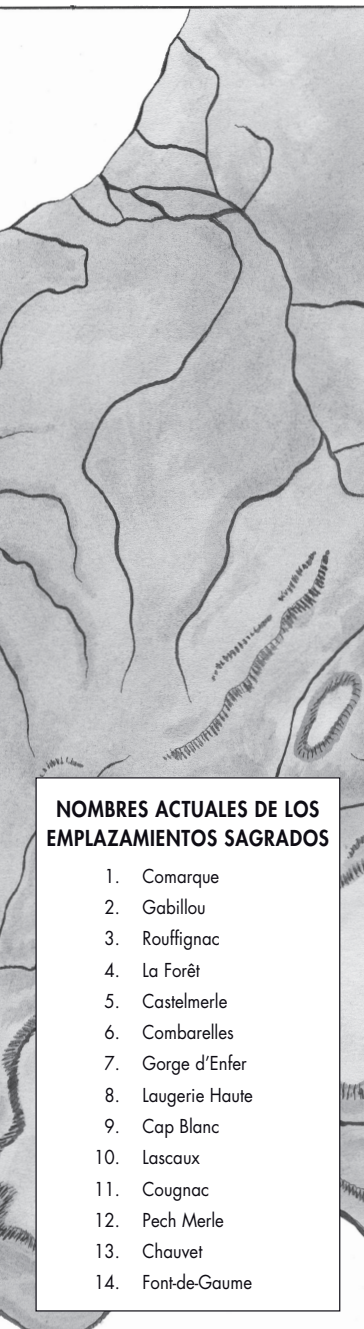 NOMBRES ACTUALES DE LOS
EMPLAZAMIENTOS SAGRADOS
1. Comarque
2. Gabillou
3. Rouffignac
4. La Forêt
5. Castelmerle
6. Combarelles
7. Gorge d’Enfer
8. Laugerie Haute
9. Cap Blanc
10. Lascaux
11. Cougnac
12. Pech Merle
13. Chauvet
14. Font-de-Gaume